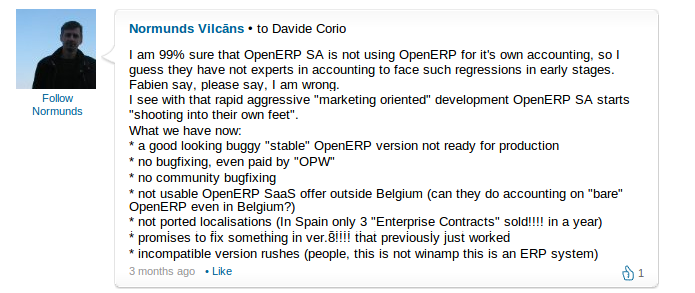 Normunds Vilcāns • to Davide Corio
I am 99% sure that OpenERP SA is not using OpenERP for it's own accounting, so I
guess they have not experts in accounting to face such regressions in early stages.
Fabien say, please say, I am wrong.
I see with that rapid aggressive "marketing oriented" development OpenERP SA starts
"shooting into their own feet".
What we have now:
* a good looking buggy "stable" OpenERP version not ready for production
* no bugfixing, even paid by "OPW"
* no community bugfixing
* not usable OpenERP SaaS offer outside Belgium (can they do accounting on "bare"
OpenERP even in Belgium?)
* not ported localisations (In Spain only 3 "Enterprise Contracts" sold!!!! in a year)
* promises to fix something in ver.8!!!! that previously just worked
* incompatible version rushes (people, this is not winamp this is an ERP system)
3 months ago • Like
1
Follow
Normunds